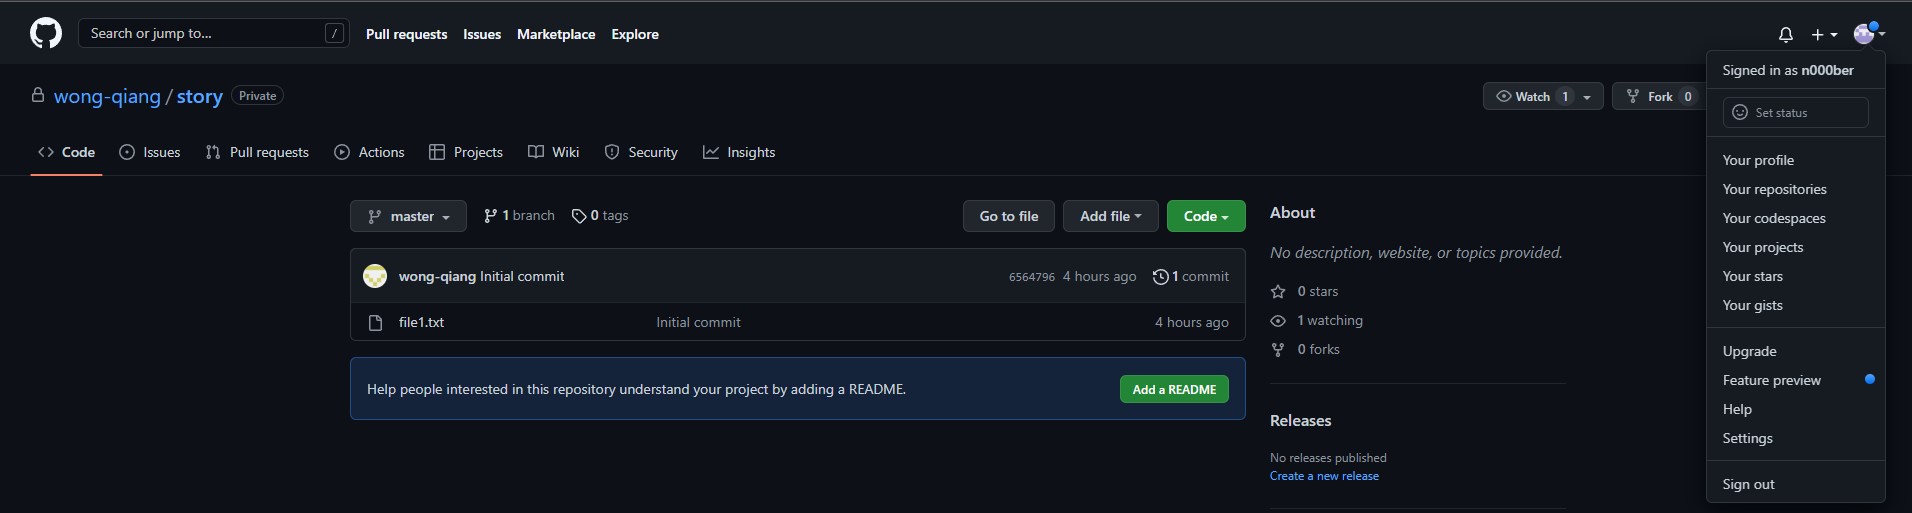 Search or jump to... /
Pull requests Issues Marketplace Explore
Signed in as n000ber
Set status
Your profile
Your repositories
Your codespaces
Your projects
Your stars
Your gists
Upgrade
Feature preview
Help
Settings
Sign out
wong-qiang / story Private
Watch 1 Fork 0
Code Issues Pull requests Actions Projects Wiki Security Insights
master 1 branch 0 tags Go to file Add file Code
wong-qiang Initial commit 6564796 4 hours ago 1 commit
file1.txt Initial commit 4 hours ago
Help people interested in this repository understand your project by adding a README. Add a README
About
No description, website, or topics provided.
0 stars
1 watching
0 forks
Releases
No releases published
Create a new release